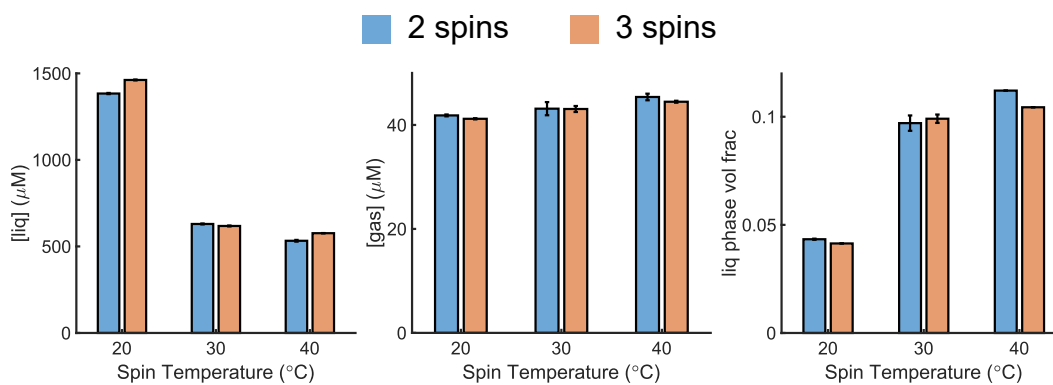 2 spins
3 spins
[liq] (μM)
1500
1000
500
0
20
30
40
Spin Temperature (°C)
[gas] (μM)
40
20
0
20
30
40
Spin Temperature (°C)
liq phase vol frac
0.1
0.05
0
20
30
40
Spin Temperature (°C)